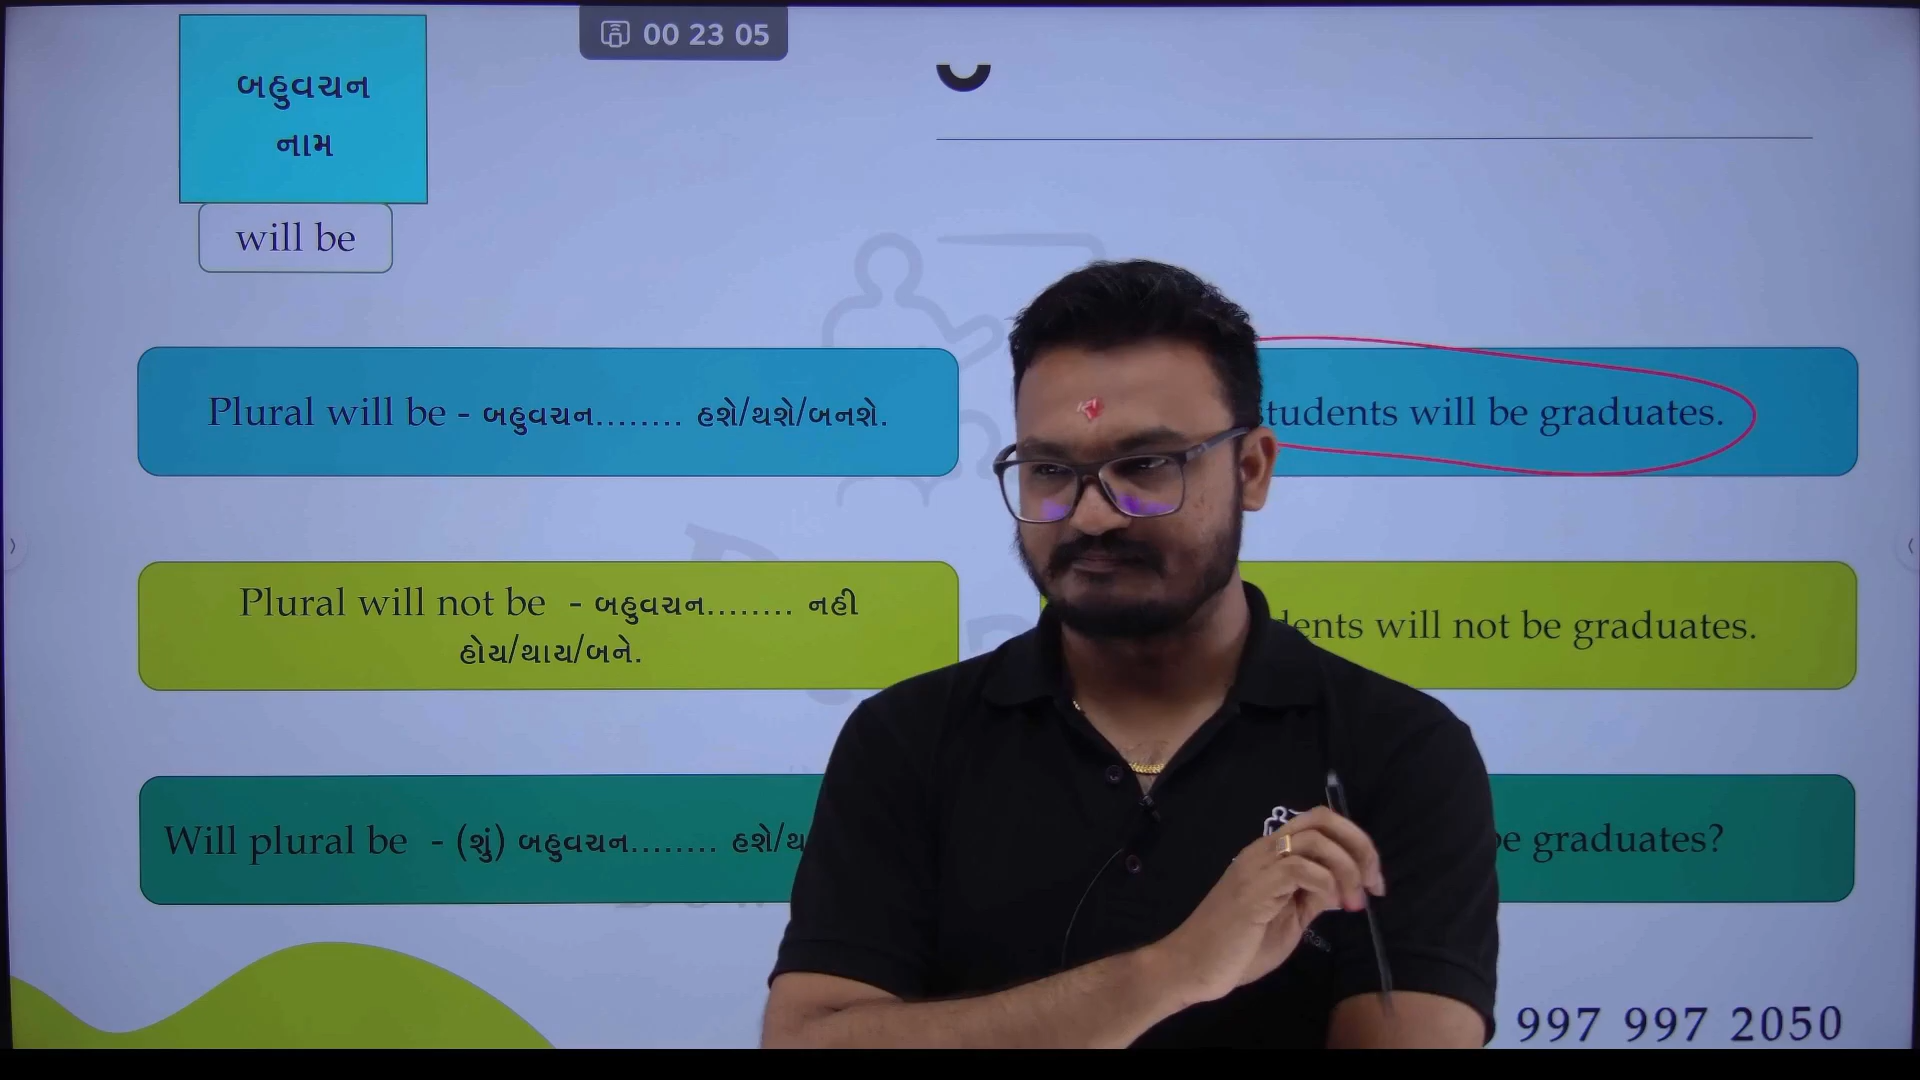 00 23 05
બહુવચન
નામ
will be
Plural will be - બહુવચન........ હશે/થશે/બનશે.
students will be graduates.
Plural will not be - બહુવચન........ નહી
હોય/થાય/બને.
will not be graduates.
Will plural be - (શું) બહુવચન........ હશે/
be graduates?
997 997 2050